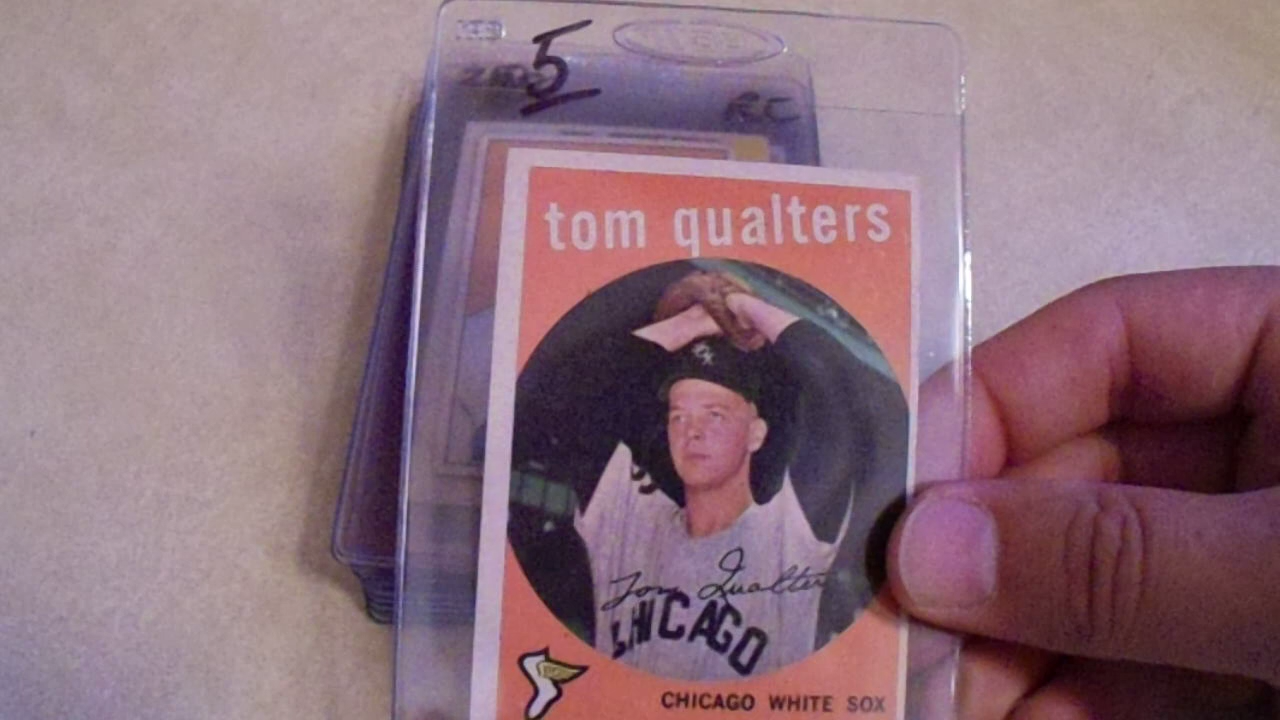 5
RC
tom qualters
Tom Qualters
CHICAGO
CHICAGO WHITE SOX